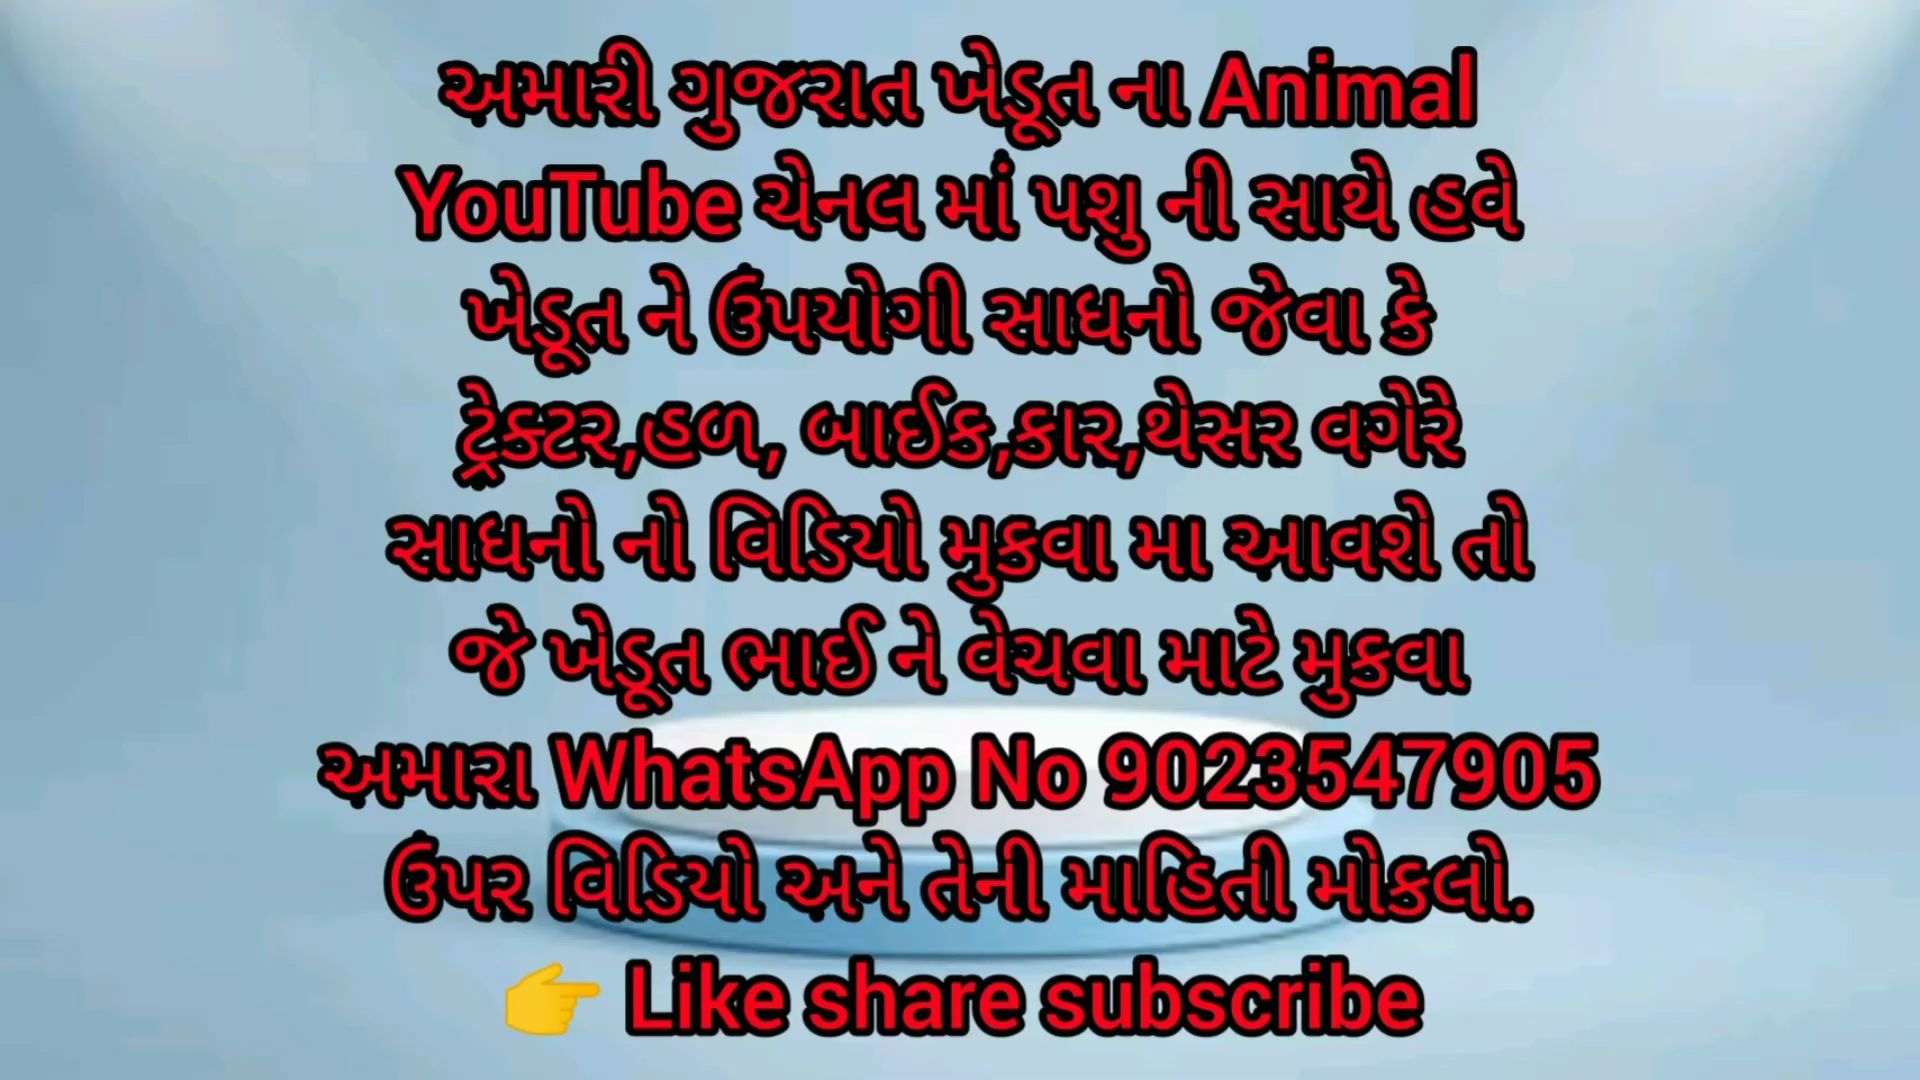 અમારી ગુજરાત ખેડૂત ના Animal
YouTube ચેનલ માં પશુ ની સાથે હવે
ખેડૂત ને ઉપયોગી સાધનો જેવા કે
ટ્રેક્ટર,હળ, બાઈક,કાર,થેસર વગેરે
સાધનો નો વિડિયો મુકવા મા આવશે તો
જે ખેડૂત ભાઈ ને વેચવા માટે મુકવા
અમારા WhatsApp No 9023547905
ઉપર વિડિયો અને તેની માહિતી મોકલો.
👉 Like share subscribe